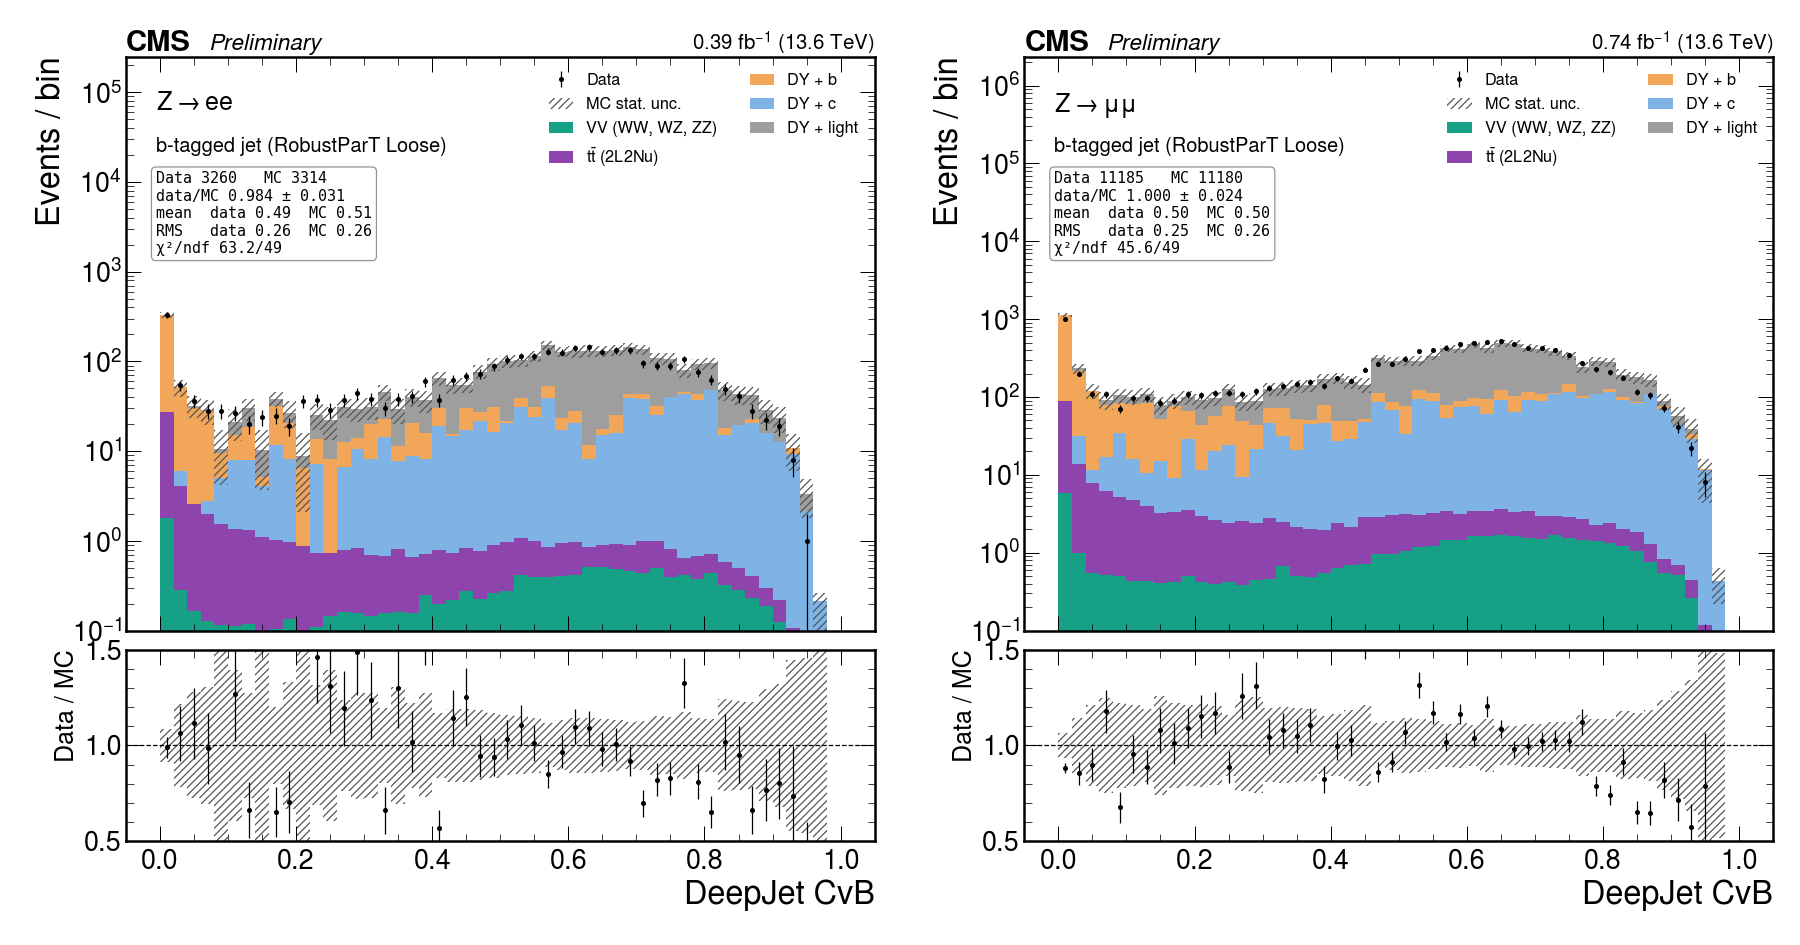 CMS Preliminary 0.39 fb⁻¹ (13.6 TeV)
Events / bin
10⁵
10⁴
10³
10²
10¹
10⁰
10⁻¹
Z → ee
b-tagged jet (RobustParT Loose)
Data 3260 MC 3314
data/MC 0.984 ± 0.031
mean data 0.49 MC 0.51
RMS data 0.26 MC 0.26
χ²/ndf 63.2/49
Data
MC stat. unc.
VV (WW, WZ, ZZ)
tt̄ (2L2Nu)
DY + b
DY + c
DY + light
Data / MC
1.5
1.0
0.5
0.0 0.2 0.4 0.6 0.8 1.0
DeepJet CvB
CMS Preliminary 0.74 fb⁻¹ (13.6 TeV)
Events / bin
10⁶
10⁵
10⁴
10³
10²
10¹
10⁰
10⁻¹
Z → μμ
b-tagged jet (RobustParT Loose)
Data 11185 MC 11180
data/MC 1.000 ± 0.024
mean data 0.50 MC 0.50
RMS data 0.25 MC 0.26
χ²/ndf 45.6/49
Data
MC stat. unc.
VV (WW, WZ, ZZ)
tt̄ (2L2Nu)
DY + b
DY + c
DY + light
Data / MC
1.5
1.0
0.5
0.0 0.2 0.4 0.6 0.8 1.0
DeepJet CvB